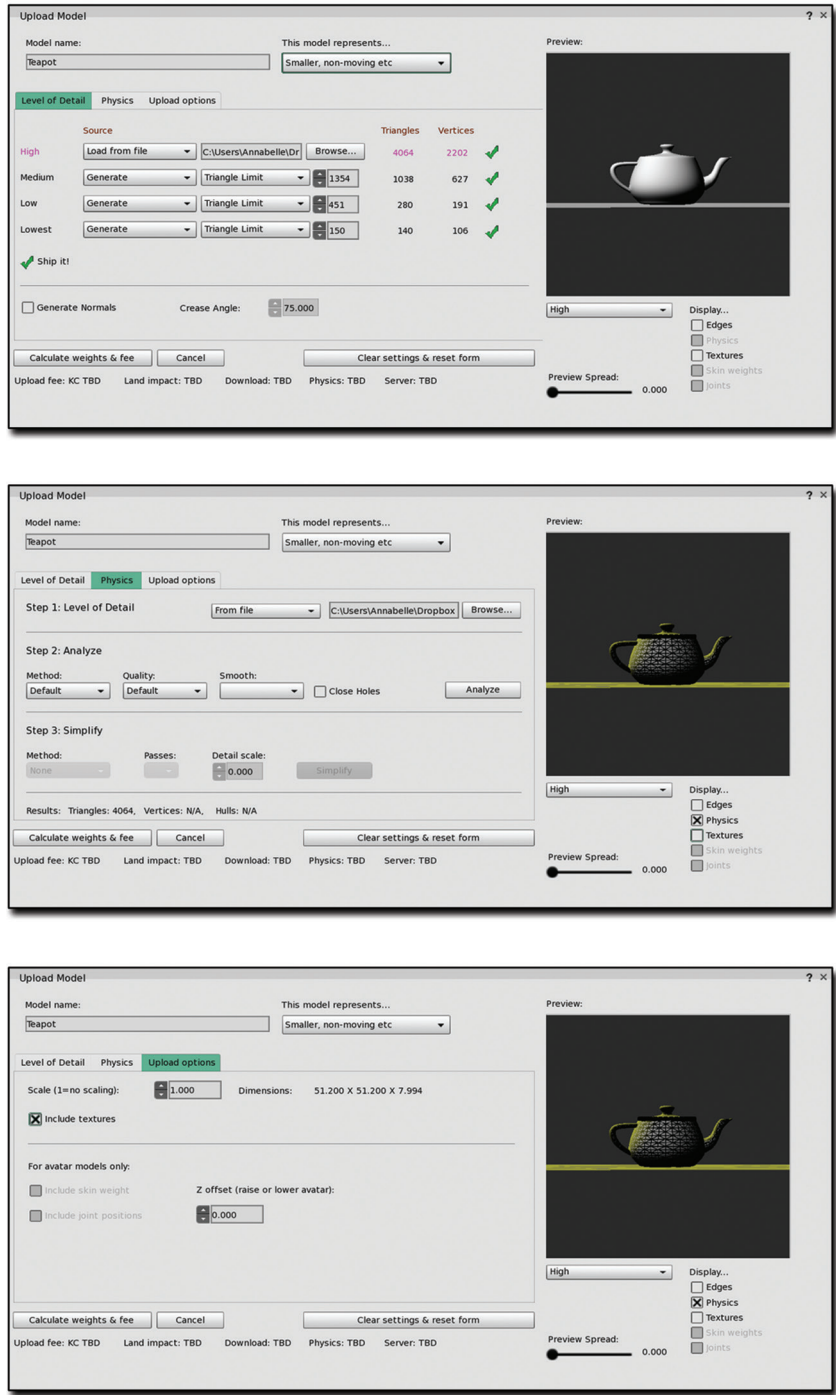 Upload Model ? ×
Model name: This model represents... Preview:
Teapot Smaller, non-moving etc
Level of Detail Physics Upload options
Source Triangles Vertices
High Load from file C:\Users\Annabelle\Dr Browse... 4064 2202
Medium Generate Triangle Limit 1354 1038 627
Low Generate Triangle Limit 451 280 191
Lowest Generate Triangle Limit 150 140 106
Ship it!
Generate Normals Crease Angle: 75.000
High Display...
Edges
Physics
Textures
Skin weights
Joints
Preview Spread: 0.000
Calculate weights & fee Cancel Clear settings & reset form
Upload fee: KC TBD Land impact: TBD Download: TBD Physics: TBD Server: TBD
Upload Model ? ×
Model name: This model represents... Preview:
Teapot Smaller, non-moving etc
Level of Detail Physics Upload options
Step 1: Level of Detail From file C:\Users\Annabelle\Dropbox Browse...
Step 2: Analyze
Method: Quality: Smooth:
Default Default Close Holes Analyze
Step 3: Simplify
Method: Passes: Detail scale:
None 0.000 Simplify
Results: Triangles: 4064, Vertices: N/A, Hulls: N/A
High Display...
Edges
Physics
Textures
Skin weights
Joints
Preview Spread: 0.000
Calculate weights & fee Cancel Clear settings & reset form
Upload fee: KC TBD Land impact: TBD Download: TBD Physics: TBD Server: TBD
Upload Model ? ×
Model name: This model represents... Preview:
Teapot Smaller, non-moving etc
Level of Detail Physics Upload options
Scale (1=no scaling): 1.000 Dimensions: 51.200 X 51.200 X 7.994
Include textures
For avatar models only:
Include skin weight Z offset (raise or lower avatar):
Include joint positions 0.000
High Display...
Edges
Physics
Textures
Skin weights
Joints
Preview Spread: 0.000
Calculate weights & fee Cancel Clear settings & reset form
Upload fee: KC TBD Land impact: TBD Download: TBD Physics: TBD Server: TBD